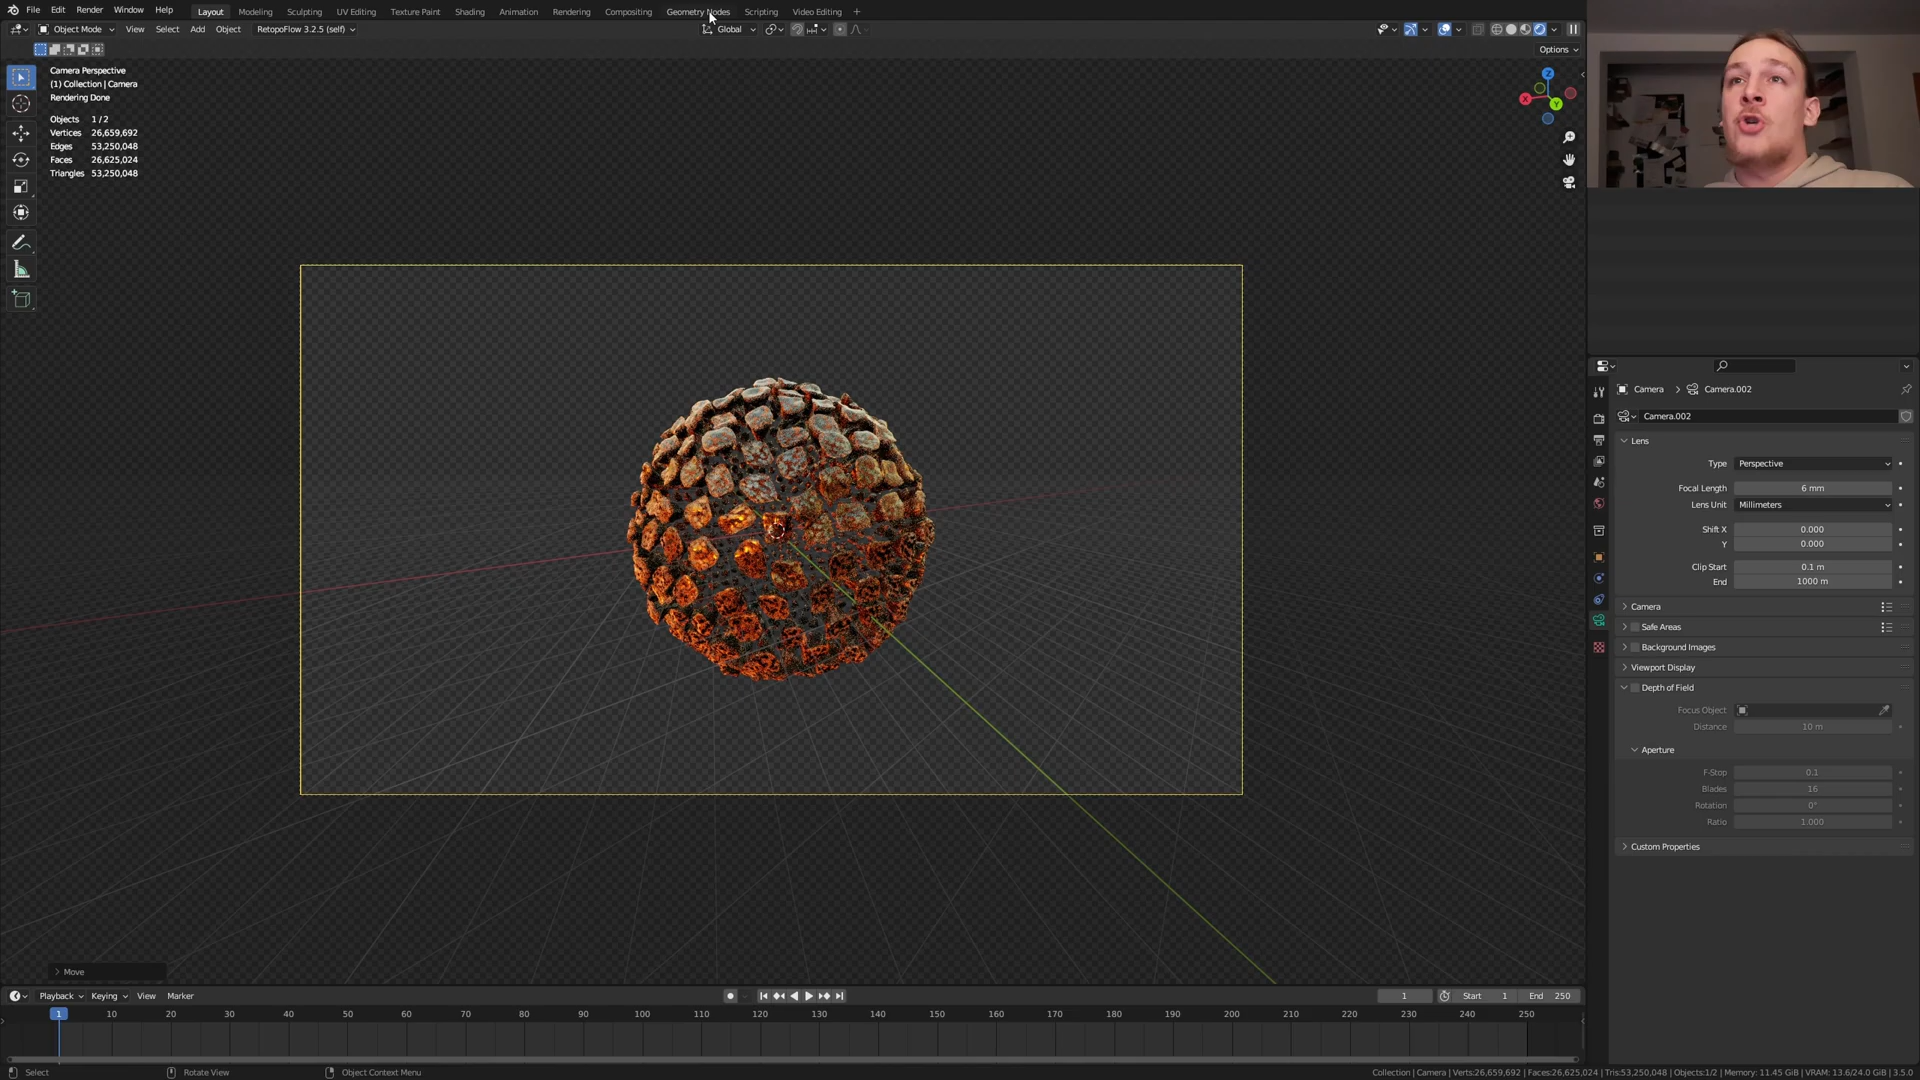 File Edit Render Window Help Layout Modeling Sculpting UV Editing Texture Paint Shading Animation Rendering Compositing Geometry Nodes Scripting Video Editing +
Object Mode View Select Add Object RetopoFlow 3.2.5 (self) Global
Options
Camera Perspective
(1) Collection | Camera
Rendering Done
Objects 1 / 2
Vertices 26,659,692
Edges 53,250,048
Faces 26,625,024
Triangles 53,250,048
Z
X
Y
Camera > Camera.002
Camera.002
Lens
Type Perspective
Focal Length 6 mm
Lens Unit Millimeters
Shift X 0.000
Y 0.000
Clip Start 0.1 m
End 1000 m
Camera
Safe Areas
Background Images
Viewport Display
Depth of Field
Focus Object
Distance 10 m
Aperture
F-Stop 0.1
Blades 16
Rotation 0°
Ratio 1.000
Custom Properties
> Move
Playback Keying View Marker 1 Start 1 End 250
1 10 20 30 40 50 60 70 80 90 100 110 120 130 140 150 160 170 180 190 200 210 220 230 240 250
Select Rotate View Object Context Menu Collection | Camera | Verts:26,659,692 | Faces:26,625,024 | Tris:53,250,048 | Objects:1/2 | Memory: 11.45 GiB | VRAM: 13.6/24.0 GiB | 3.5.0